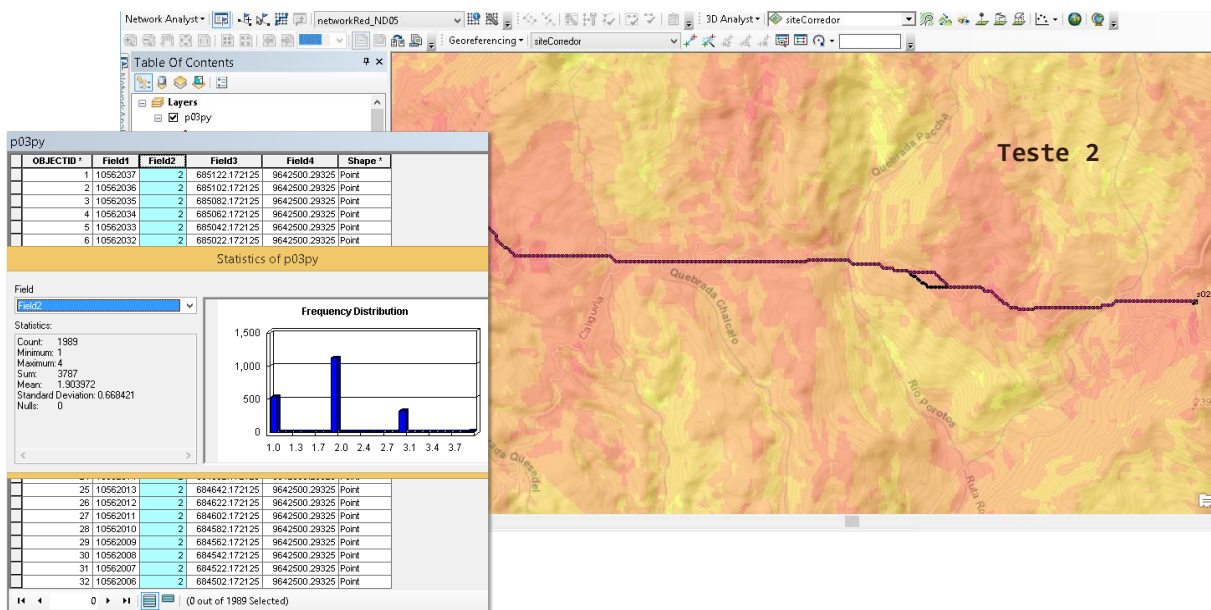 Network Analyst
networkRed_ND05
3D Analyst
siteCorredor
100%
Georeferencing
siteCorredor
Table Of Contents
Layers
p03py
Teste 2
Quebrada Paccha
Quebrada Chalcalo
Caiguiña
Río Porotos
s02
239
Quesedel
p03py
OBJECTID * Field1 Field2 Field3 Field4 Shape *
1 10562037 2 685122.172125 9642500.29325 Point
2 10562036 2 685102.172125 9642500.29325 Point
3 10562035 2 685082.172125 9642500.29325 Point
4 10562034 2 685062.172125 9642500.29325 Point
5 10562033 2 685042.172125 9642500.29325 Point
6 10562032 2 685022.172125 9642500.29325 Point
Statistics of p03py
Field
Field2
Statistics:
Count: 1989
Minimum: 1
Maximum: 4
Sum: 3787
Mean: 1.903972
Standard Deviation: 0.668421
Nulls: 0
Frequency Distribution
1,500
1,000
500
0
1.0 1.3 1.7 2.0 2.4 2.7 3.1 3.4 3.7
25 10562013 2 684642.172125 9642500.29325 Point
26 10562012 2 684622.172125 9642500.29325 Point
27 10562011 2 684602.172125 9642500.29325 Point
28 10562010 2 684582.172125 9642500.29325 Point
29 10562009 2 684562.172125 9642500.29325 Point
30 10562008 2 684542.172125 9642500.29325 Point
31 10562007 2 684522.172125 9642500.29325 Point
32 10562006 2 684502.172125 9642500.29325 Point
0 (0 out of 1989 Selected)